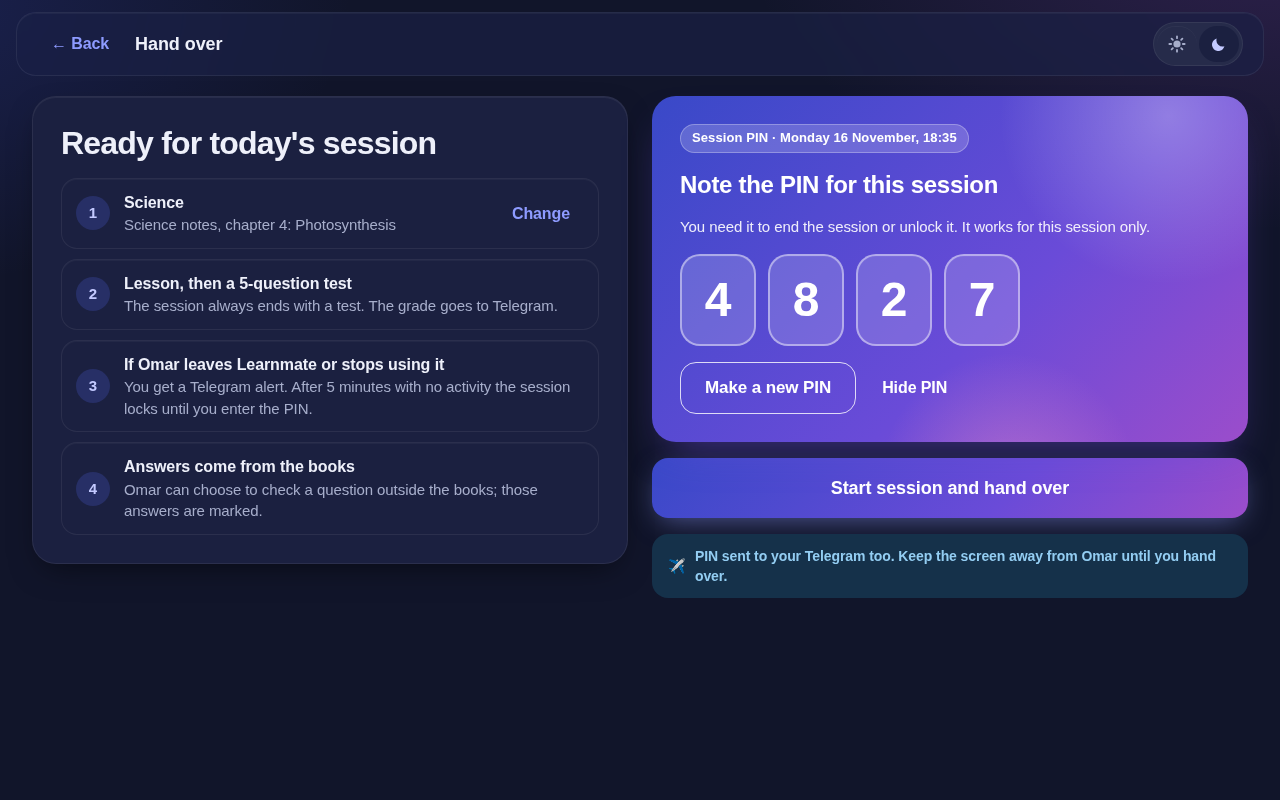 ← Back
Hand over
Ready for today's session
1
Science
Science notes, chapter 4: Photosynthesis
Change
2
Lesson, then a 5-question test
The session always ends with a test. The grade goes to Telegram.
3
If Omar leaves Learnmate or stops using it
You get a Telegram alert. After 5 minutes with no activity the session
locks until you enter the PIN.
4
Answers come from the books
Omar can choose to check a question outside the books; those
answers are marked.
Session PIN · Monday 16 November, 18:35
Note the PIN for this session
You need it to end the session or unlock it. It works for this session only.
4 8 2 7
Make a new PIN
Hide PIN
Start session and hand over
PIN sent to your Telegram too. Keep the screen away from Omar until you hand
over.